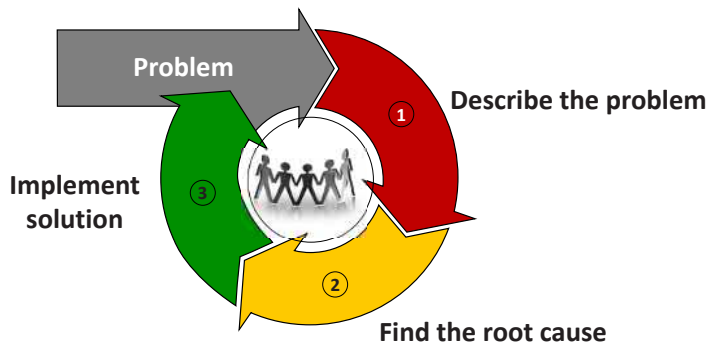 Problem
1
Describe the problem
Implement
solution
3
2
Find the root cause